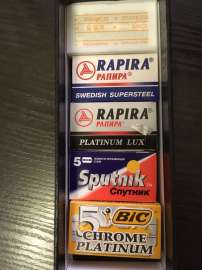 RAPIRA®
РАПИРА®
SWEDISH SUPERSTEEL
RAPIRA®
РАПИРА®
PLATINUM LUX
5
Sputnik
Спутник
5 BiC
CHROME
PLATINUM